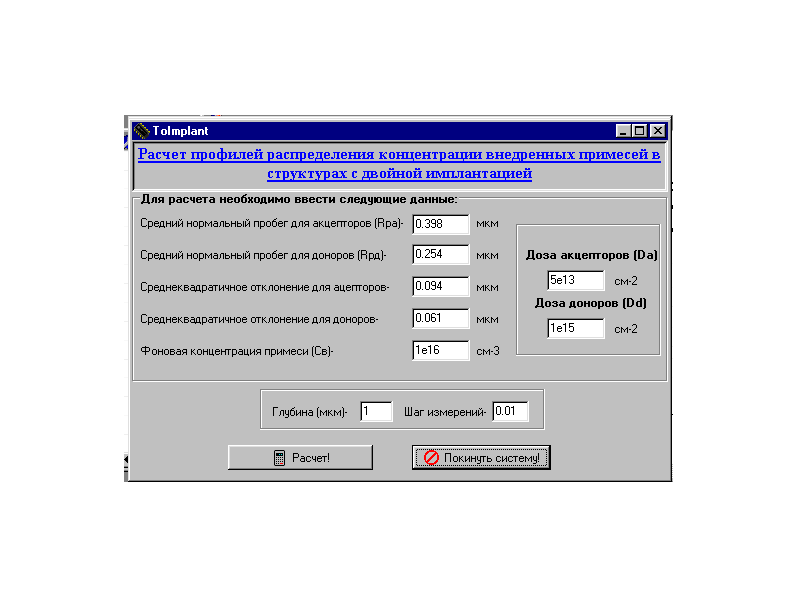 ToImplant
Расчет профилей распределения концентрации внедренных примесей в
структурах с двойной имплантацией
Для расчета необходимо ввести следующие данные:
Средний нормальный пробег для акцепторов (Rpa)- 0.398 мкм
Средний нормальный пробег для доноров (Rpд)- 0.254 мкм
Среднеквадратичное отклонение для ацепторов- 0.094 мкм
Среднеквадратичное отклонение для доноров- 0.061 мкм
Фоновая концентрация примеси (Св)- 1e16 см-3
Доза акцепторов (Da)
5e13 см-2
Доза доноров (Dd)
1e15 см-2
Глубина (мкм)- 1 Шаг измерений- 0.01
Расчет! Покинуть систему!